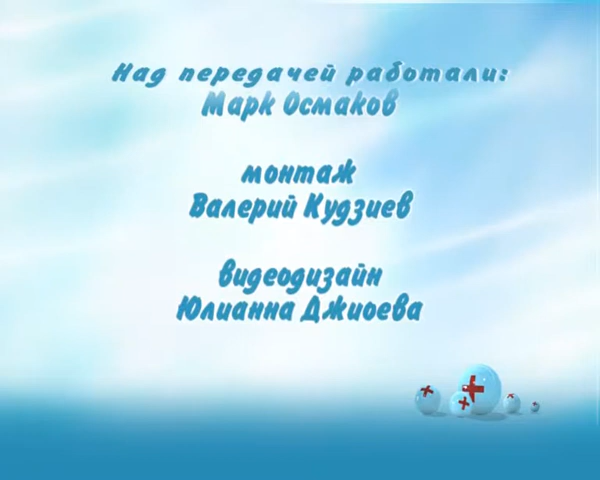 Над передачей работали:
Марк Осмаков
монтаж
Валерий Кудзиев
видеодизайн
Юлианна Джиоева